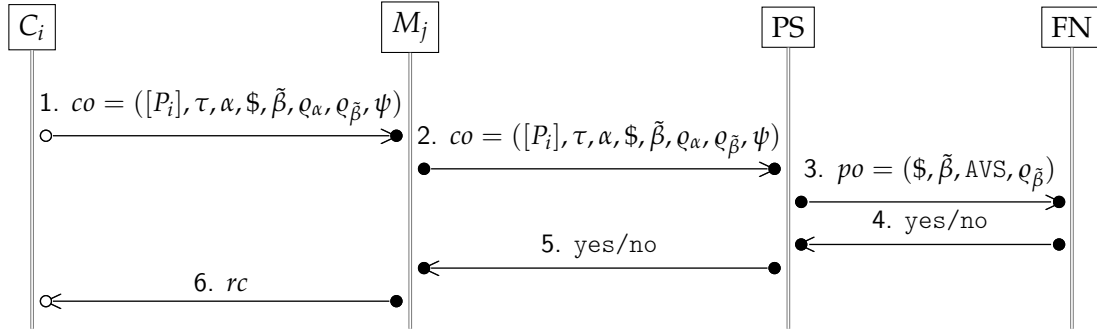 C_i M_j PS FN
1. co = ([P_i], τ, α, $, β̃, ϱ_α, ϱ_β̃, ψ)
2. co = ([P_i], τ, α, $, β̃, ϱ_α, ϱ_β̃, ψ)
3. po = ($, β̃, AVS, ϱ_β̃)
4. yes/no
5. yes/no
6. rc